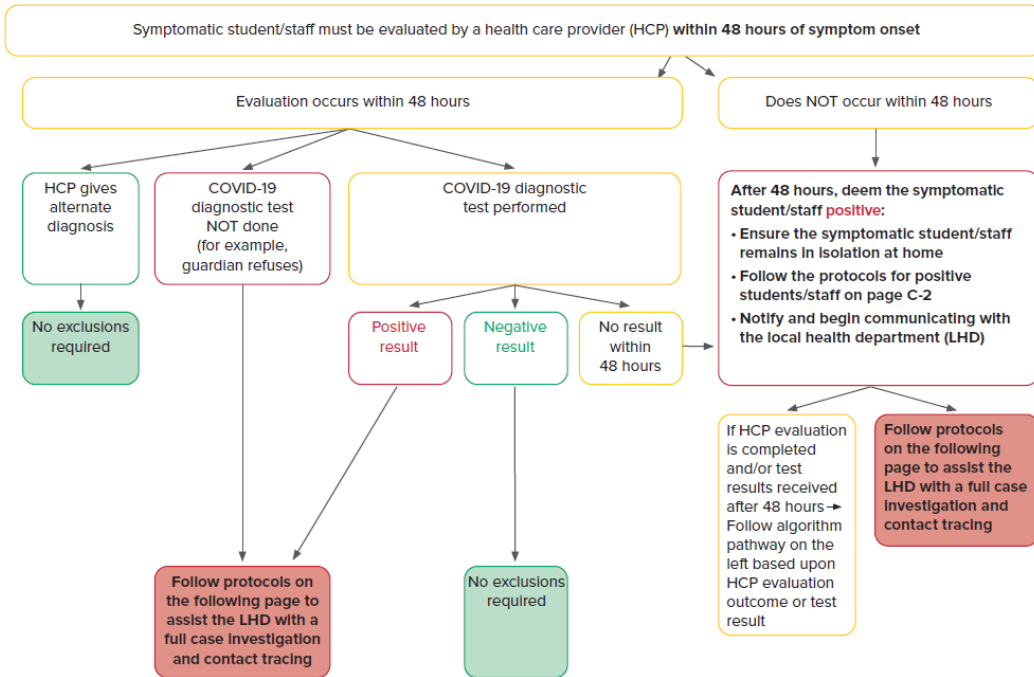 Symptomatic student/staff must be evaluated by a health care provider (HCP) within 48 hours of symptom onset
Evaluation occurs within 48 hours
Does NOT occur within 48 hours
HCP gives
alternate
diagnosis
COVID-19
diagnostic test
NOT done
(for example,
guardian refuses)
COVID-19 diagnostic
test performed
After 48 hours, deem the symptomatic
student/staff positive:
• Ensure the symptomatic student/staff
remains in isolation at home
• Follow the protocols for positive
students/staff on page C-2
• Notify and begin communicating with
the local health department (LHD)
No exclusions
required
Positive
result
Negative
result
No result
within
48 hours
If HCP evaluation
is completed
and/or test
results received
after 48 hours →
Follow algorithm
pathway on the
left based upon
HCP evaluation
outcome or test
result
Follow protocols
on the following
page to assist the
LHD with a full case
investigation and
contact tracing
Follow protocols on
the following page to
assist the LHD with a
full case investigation
and contact tracing
No exclusions
required